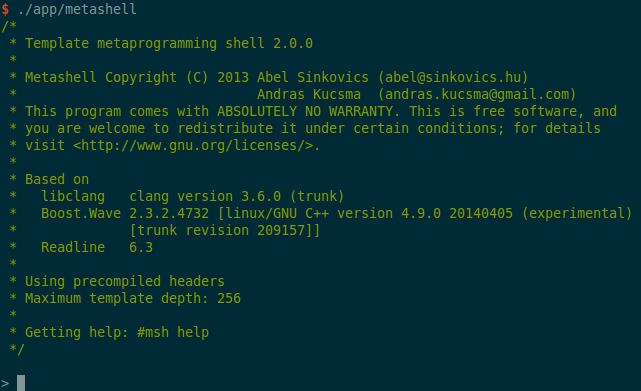 $ ./app/metashell
/*
 * Template metaprogramming shell 2.0.0
 *
 * Metashell Copyright (C) 2013 Abel Sinkovics (abel@sinkovics.hu)
 *                              Andras Kucsma  (andras.kucsma@gmail.com)
 * This program comes with ABSOLUTELY NO WARRANTY. This is free software, and
 * you are welcome to redistribute it under certain conditions; for details
 * visit <http://www.gnu.org/licenses/>.
 *
 * Based on
 *   libclang   clang version 3.6.0 (trunk)
 *   Boost.Wave 2.3.2.4732 [linux/GNU C++ version 4.9.0 20140405 (experimental)
 *              [trunk revision 209157]]
 *   Readline   6.3
 *
 * Using precompiled headers
 * Maximum template depth: 256
 *
 * Getting help: #msh help
 */
>